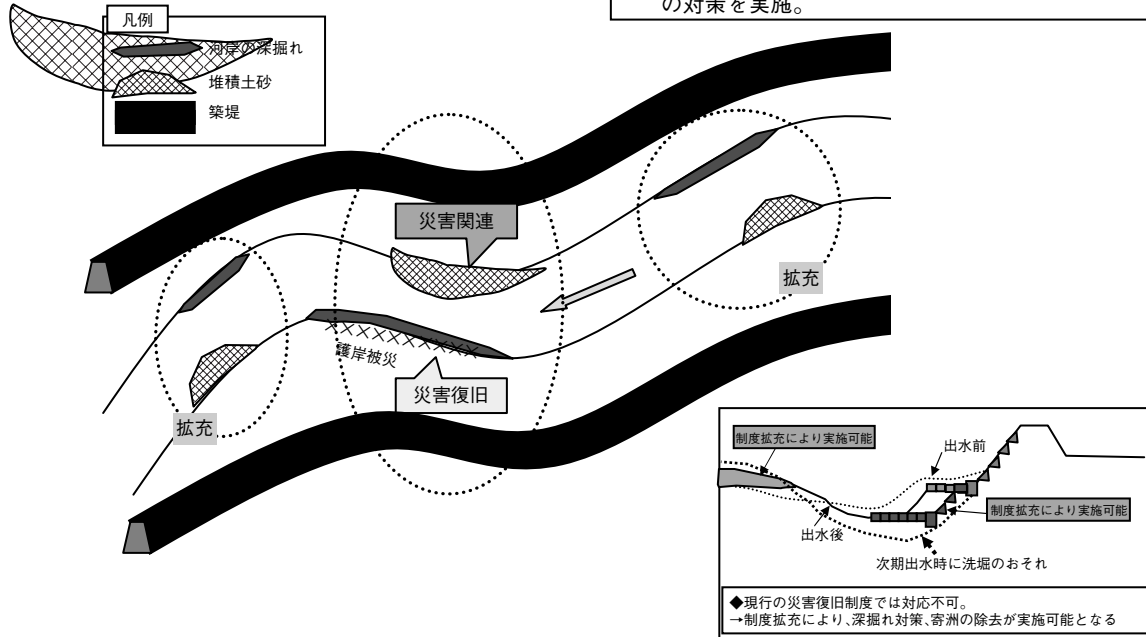 の対策を実施。
凡例
河岸の深掘れ
堆積土砂
築堤
災害関連
拡充
護岸被災
災害復旧
拡充
制度拡充により実施可能
出水前
制度拡充により実施可能
出水後
次期出水時に洗堀のおそれ
◆現行の災害復旧制度では対応不可。
→制度拡充により、深掘れ対策、寄洲の除去が実施可能となる